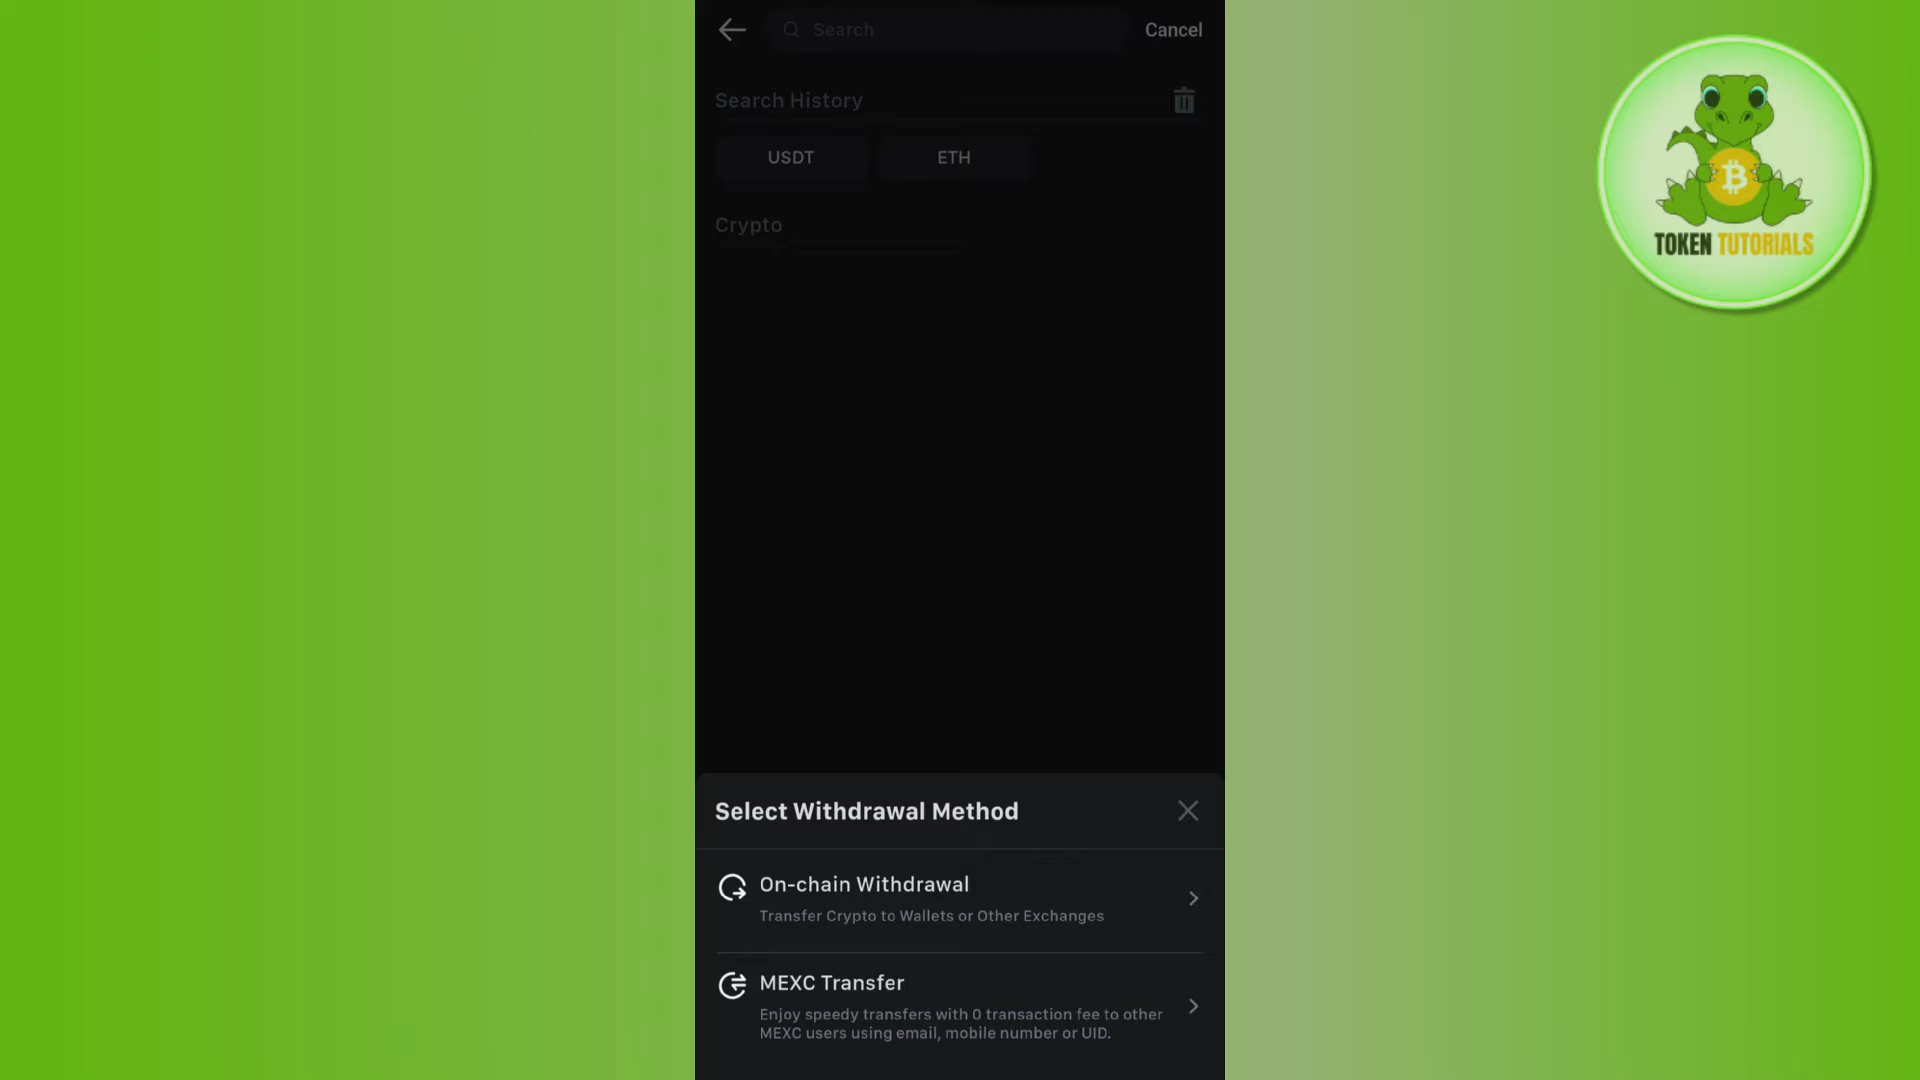 Search
Cancel
Search History
USDT
ETH
Crypto
TOKEN TUTORIALS
Select Withdrawal Method
On-chain Withdrawal
Transfer Crypto to Wallets or Other Exchanges
MEXC Transfer
Enjoy speedy transfers with 0 transaction fee to other
MEXC users using email, mobile number or UID.